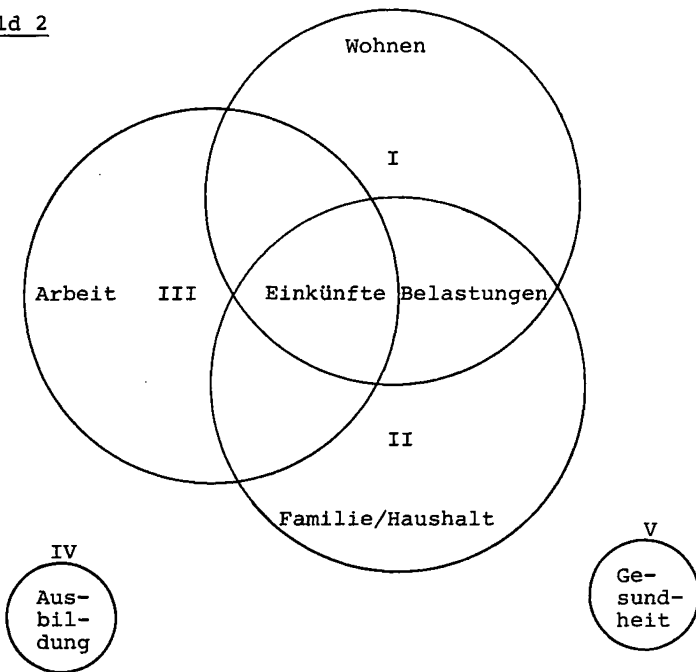 ld 2
Wohnen
I
Arbeit III Einkünfte Belastungen
II
Familie/Haushalt
IV
Aus-
bil-
dung
V
Ge-
sund-
heit